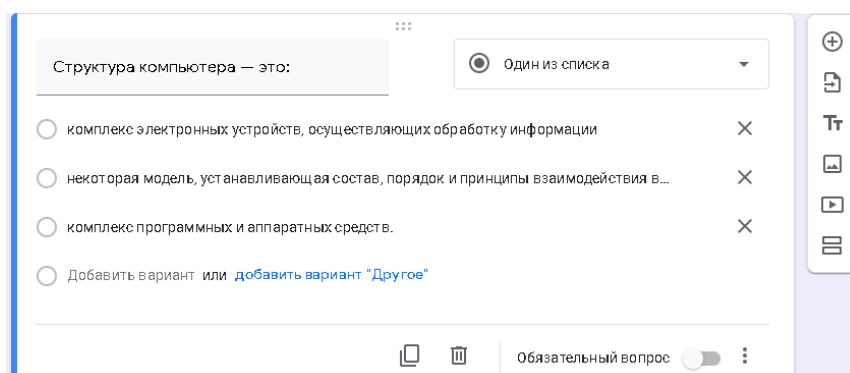 Структура компьютера — это:
Один из списка
комплекс электронных устройств, осуществляющих обработку информации
некоторая модель, устанавливающая состав, порядок и принципы взаимодействия в...
комплекс программных и аппаратных средств.
Добавить вариант или добавить вариант "Другое"
Обязательный вопрос
Тт